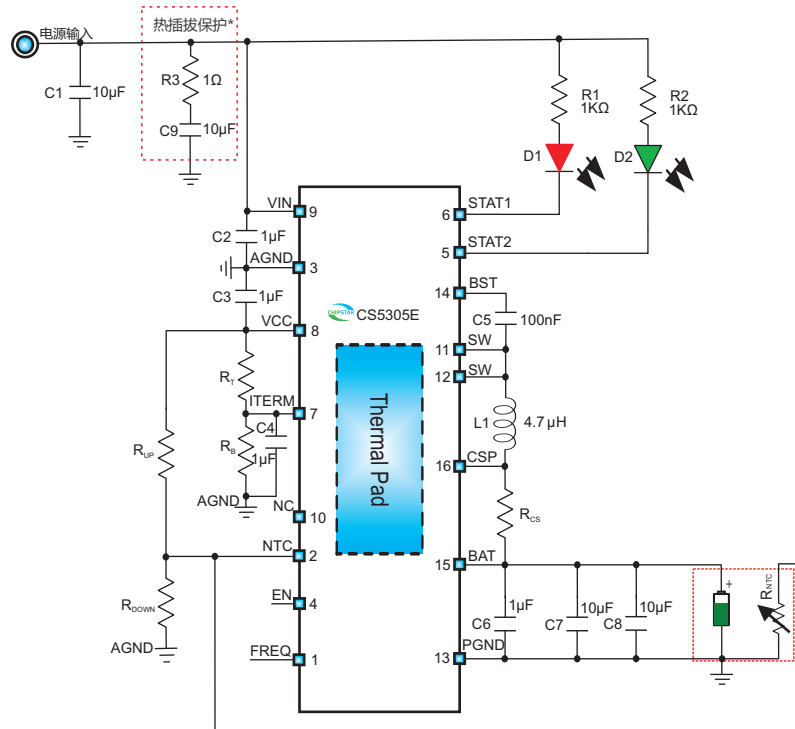 电源输入
热插拔保护*
C1
10μF
R3
1Ω
C9
10μF
R1
1KΩ
R2
1KΩ
D1
D2
VIN
9
STAT1
6
C2
1μF
AGND
3
STAT2
5
C3
1μF
BST
14
VCC
8
CHIPSTAR
CS5305E
C5
100nF
SW
11
SW
12
RT
ITERM
7
C4
1μF
RB
L1
4.7μH
Thermal Pad
CSP
16
RUP
AGND
NC
10
RCS
NTC
2
BAT
15
RDOWN
EN
4
AGND
FREQ
1
C6
1μF
C7
10μF
C8
10μF
+
RNTC
PGND
13